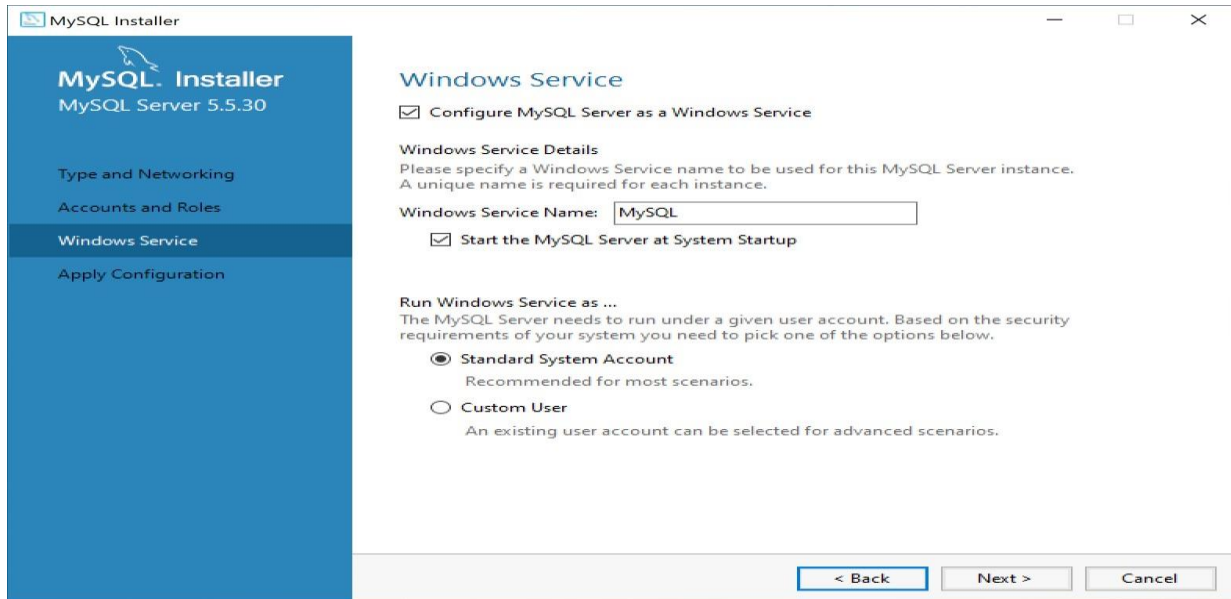 MySQL Installer
MySQL. Installer
MySQL Server 5.5.30
Type and Networking
Accounts and Roles
Windows Service
Apply Configuration
Windows Service
Configure MySQL Server as a Windows Service
Windows Service Details
Please specify a Windows Service name to be used for this MySQL Server instance.
A unique name is required for each instance.
Windows Service Name: MySQL
Start the MySQL Server at System Startup
Run Windows Service as ...
The MySQL Server needs to run under a given user account. Based on the security
requirements of your system you need to pick one of the options below.
Standard System Account
Recommended for most scenarios.
Custom User
An existing user account can be selected for advanced scenarios.
< Back Next > Cancel